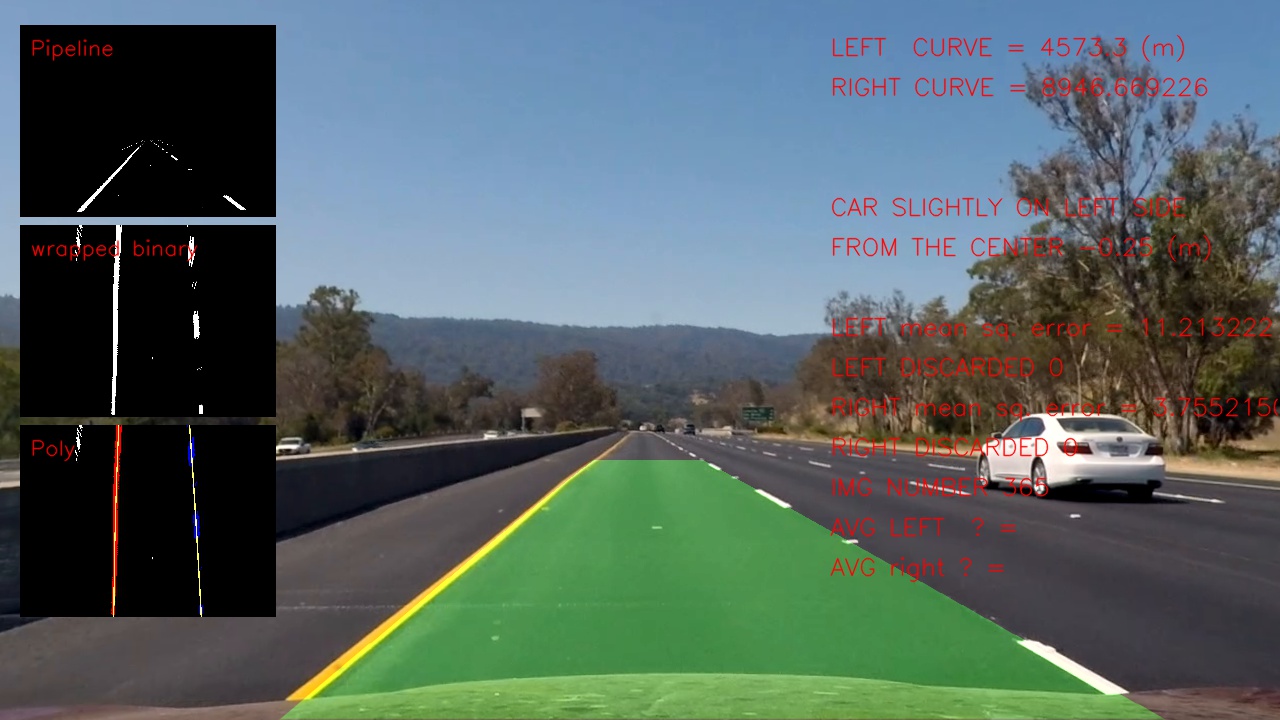 Pipeline
wrapped binary
Poly
LEFT CURVE = 4573.3 (m)
RIGHT CURVE = 8946.669226
CAR SLIGHTLY ON LEFT SIDE
FROM THE CENTER -0.25 (m)
LEFT mean sq. error = 11.213222
LEFT DISCARDED 0
RIGHT mean sq. error = 3.755215
RIGHT DISCARDED 0
IMG NUMBER 365
AVG LEFT ? =
AVG right ? =